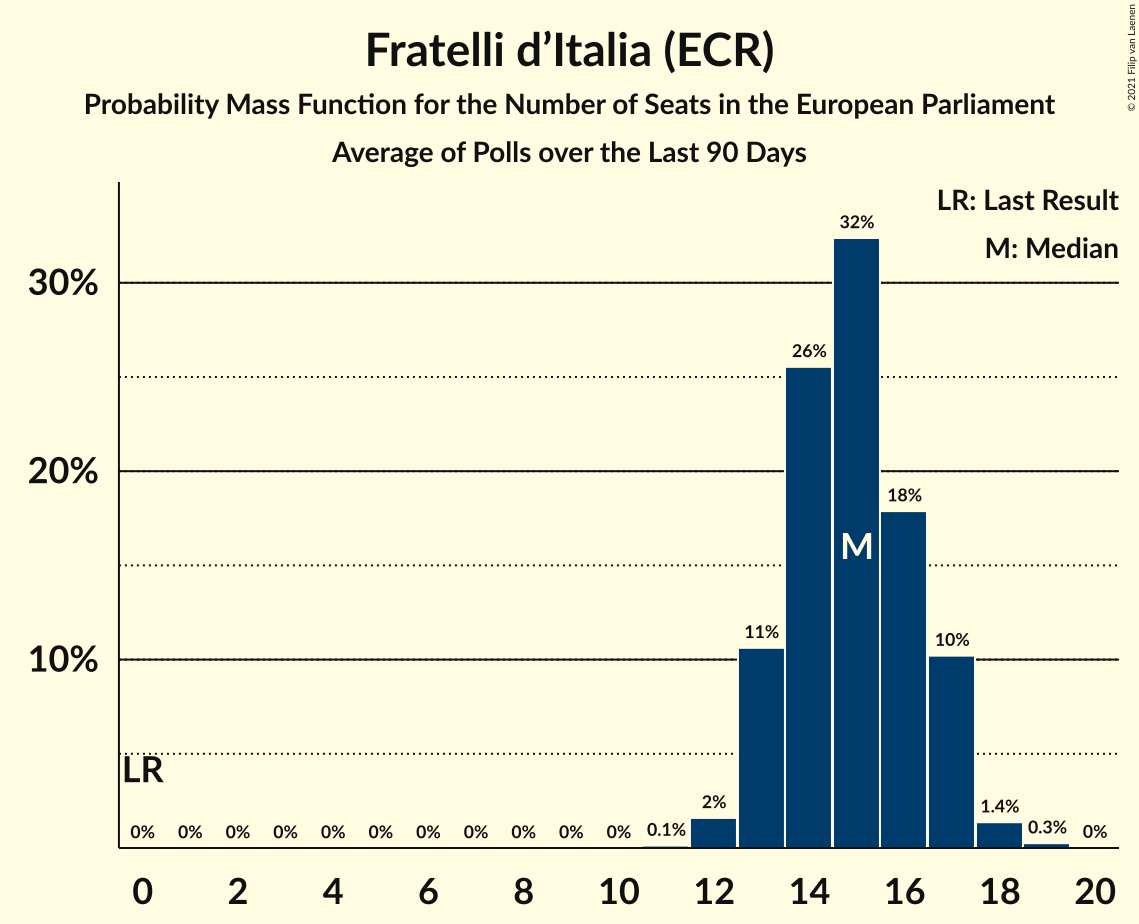 Fratelli d’Italia (ECR)
Probability Mass Function for the Number of Seats in the European Parliament
Average of Polls over the Last 90 Days
© 2021 Filip van Laenen
LR: Last Result
M: Median
32%
30%
26%
20%
18%
M
11%
10%
10%
LR
2%
1.4%
0% 0% 0% 0% 0% 0% 0% 0% 0% 0% 0% 0.1% 0.3% 0%
0 2 4 6 8 10 12 14 16 18 20